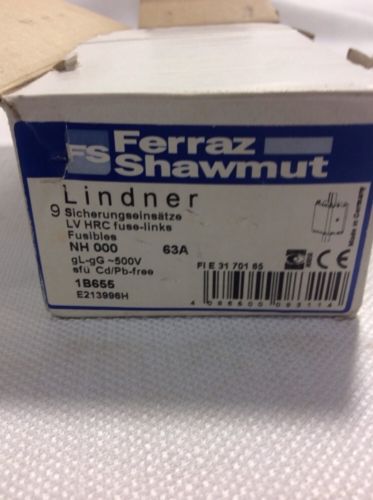 FS Ferraz Shawmut
Lindner
9
Sicherungseinsätze
LV HRC fuse-links
Fusibles
NH 000 63A
gL-gG ~500V
sfü Cd/Pb-free
1B655
E213996H
FI E 31 701 65
Made in Germany
CE